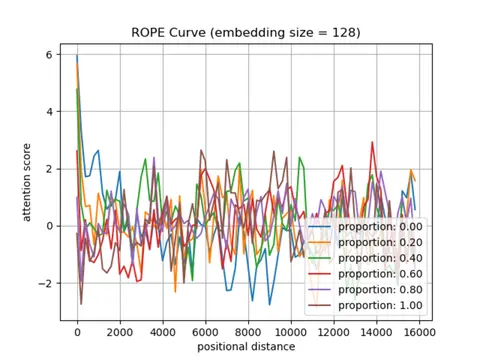 ROPE Curve (embedding size = 128)
6
4
2
0
−2
attention score
0 2000 4000 6000 8000 10000 12000 14000 16000
positional distance
proportion: 0.00
proportion: 0.20
proportion: 0.40
proportion: 0.60
proportion: 0.80
proportion: 1.00